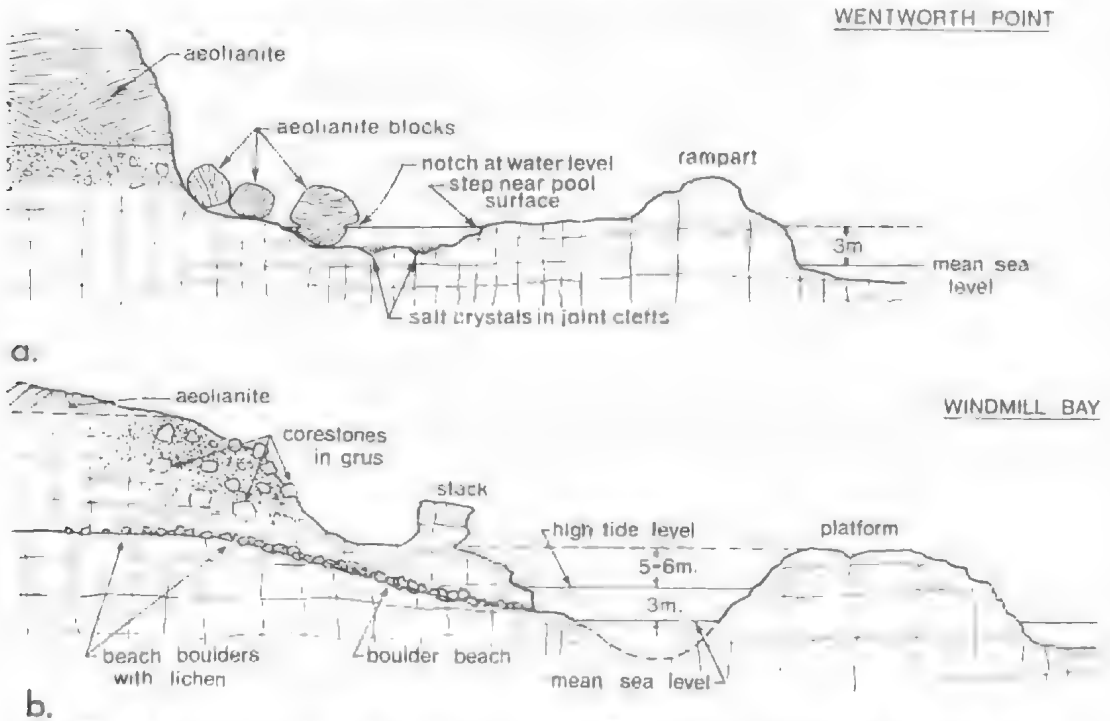 WENTWORTH POINT
aeolianite
aeolianite blocks
notch at water level
step near pool
surface
rampart
3m
mean sea
level
salt crystals in joint clefts
a.
aeolianite
WINDMILL BAY
corestones
in grus
stack
high tide level
platform
5-6m.
3m.
beach boulders
with lichen
boulder beach
mean sea level
b.